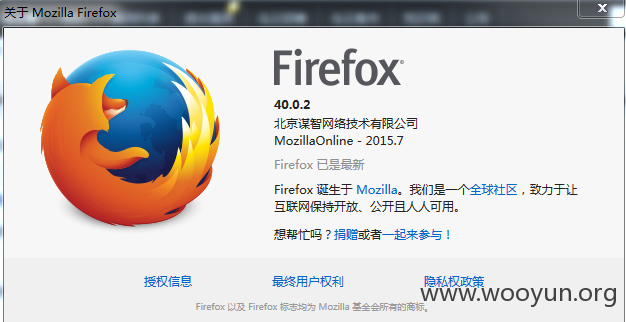 关于 Mozilla Firefox
Firefox
40.0.2
北京谋智网络技术有限公司
MozillaOnline - 2015.7
Firefox 已是最新
Firefox 诞生于 Mozilla。我们是一个全球社区，致力于让
互联网保持开放、公开且人人可用。
想帮忙吗？捐赠或者一起来参与！
授权信息 最终用户权利 隐私权政策
www.wooyun.org
Firefox 以及 Firefox 标志均为 Mozilla 基金会所有的商标。